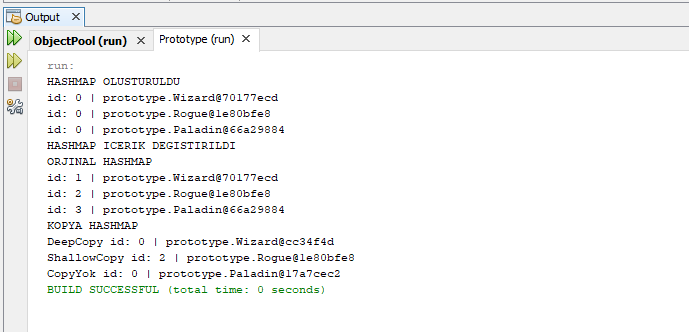 Output
ObjectPool (run)
Prototype (run)
run:
HASHMAP OLUSTURULDU
id: 0 | prototype.Wizard@70177ecd
id: 0 | prototype.Rogue@1e80bfe8
id: 0 | prototype.Paladin@66a29884
HASHMAP ICERIK DEGISTIRILDI
ORJINAL HASHMAP
id: 1 | prototype.Wizard@70177ecd
id: 2 | prototype.Rogue@1e80bfe8
id: 3 | prototype.Paladin@66a29884
KOPYA HASHMAP
DeepCopy id: 0 | prototype.Wizard@cc34f4d
ShallowCopy id: 2 | prototype.Rogue@1e80bfe8
CopyYok id: 0 | prototype.Paladin@17a7cec2
BUILD SUCCESSFUL (total time: 0 seconds)